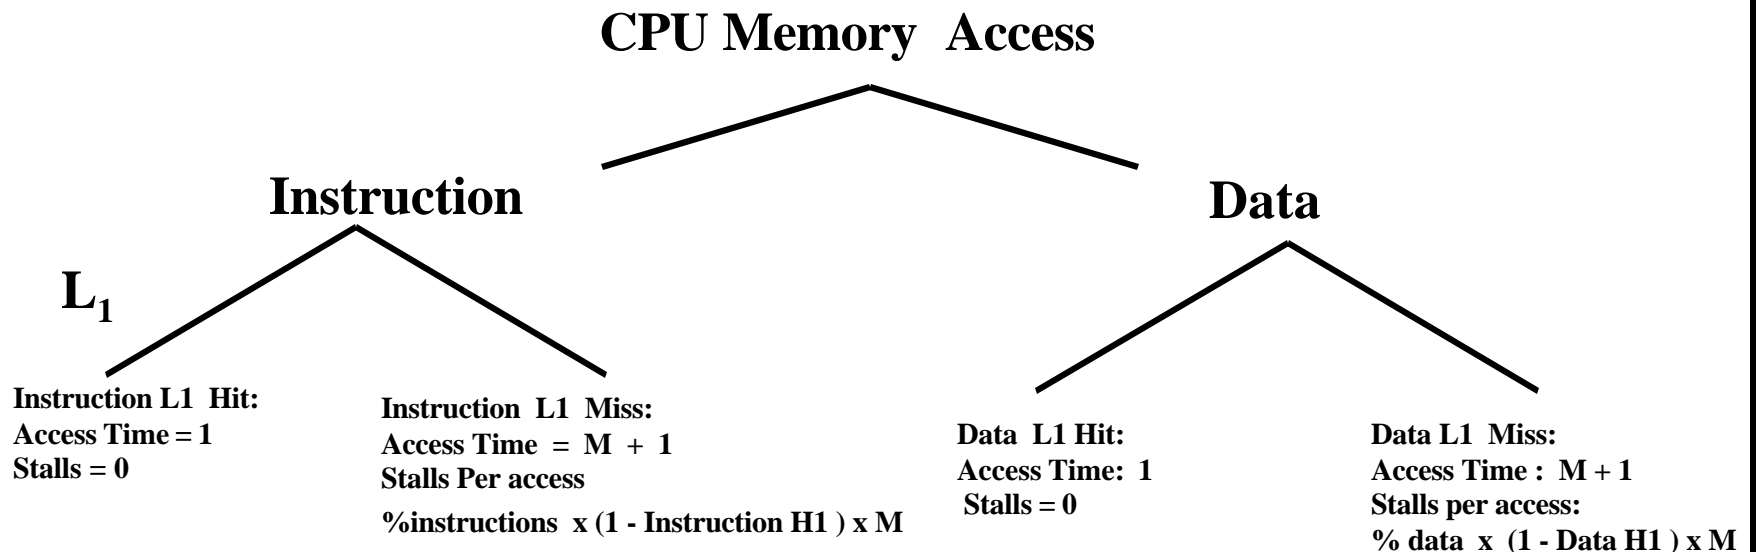 CPU Memory Access
Instruction
Data
L1
Instruction L1 Hit:
Access Time = 1
Stalls = 0
Instruction L1 Miss:
Access Time = M + 1
Stalls Per access
%instructions x (1 - Instruction H1 ) x M
Data L1 Hit:
Access Time: 1
Stalls = 0
Data L1 Miss:
Access Time : M + 1
Stalls per access:
% data x (1 - Data H1 ) x M